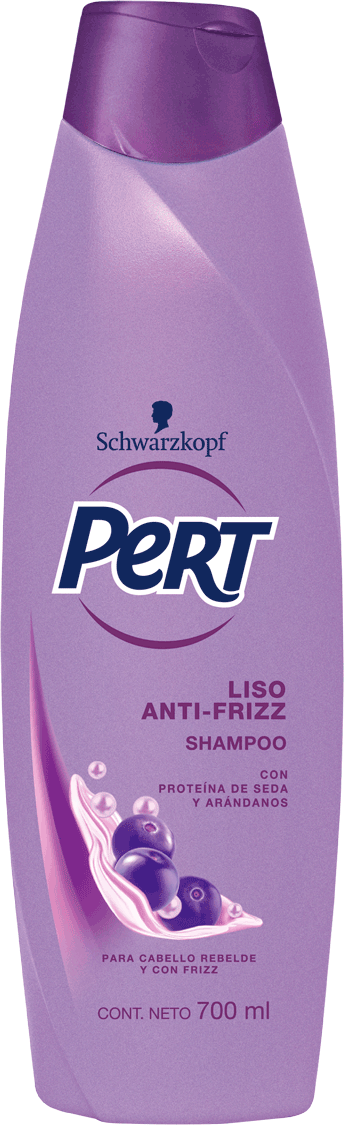 Schwarzkopf
PERT
LISO
ANTI-FRIZZ
SHAMPOO
CON
PROTEÍNA DE SEDA
Y ARÁNDANOS
PARA CABELLO REBELDE
Y CON FRIZZ
CONT. NETO 700 ml